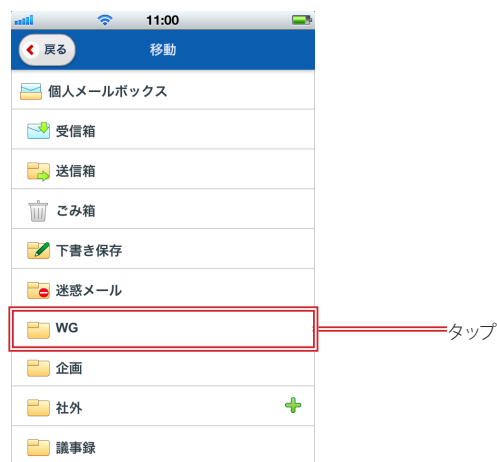 11:00
戻る
移動
個人メールボックス
受信箱
送信箱
ごみ箱
下書き保存
迷惑メール
WG
タップ
企画
社外
議事録